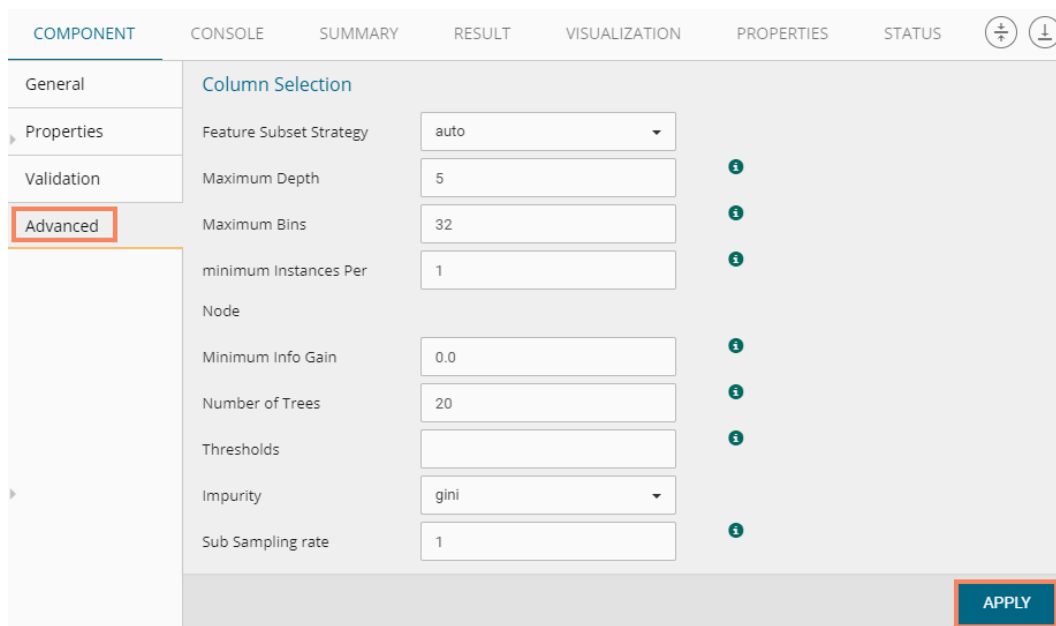 COMPONENT CONSOLE SUMMARY RESULT VISUALIZATION PROPERTIES STATUS
General
Properties
Validation
Advanced
Column Selection
Feature Subset Strategy auto
Maximum Depth 5
Maximum Bins 32
minimum Instances Per 1
Node
Minimum Info Gain 0.0
Number of Trees 20
Thresholds
Impurity gini
Sub Sampling rate 1
APPLY